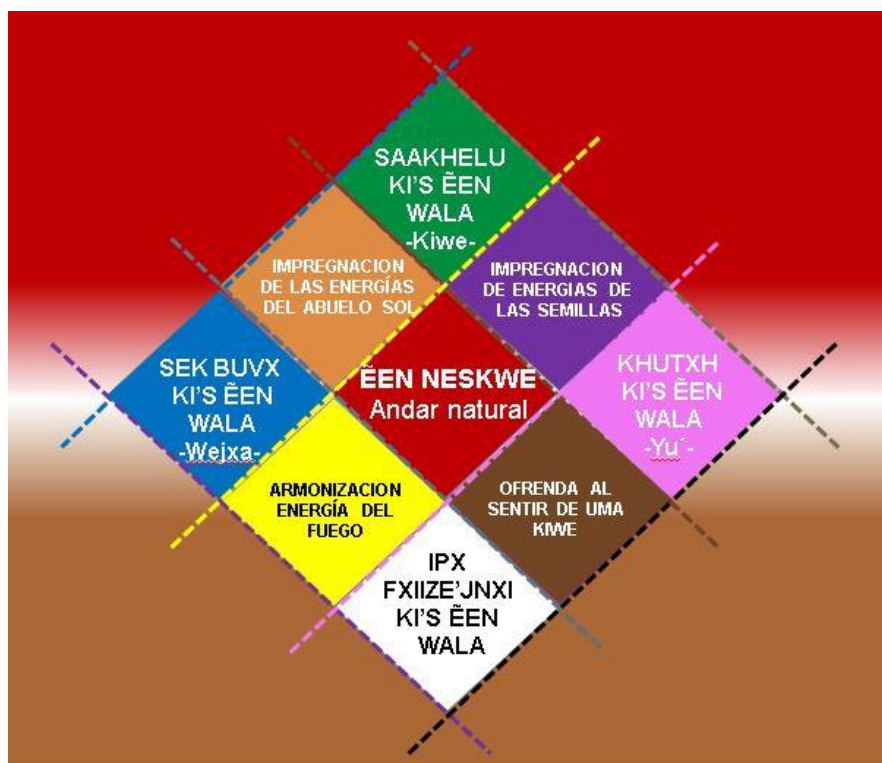 SAAKHELU
KI'S ẼEN
WALA
-Kiwe-
IMPREGNACION
DE LAS ENERGÍAS
DEL ABUELO SOL
IMPREGNACION
DE ENERGIAS DE
LAS SEMILLAS
SEK BUVX
KI'S ẼEN
WALA
-Wejxa-
ẼEN NESKWE
Andar natural
KHUTXH
KI'S ẼEN
WALA
-Yu´-
ARMONIZACION
ENERGÍA DEL
FUEGO
OFRENDA AL
SENTIR DE UMA
KIWE
IPX
FXIIZE'JNXI
KI'S ẼEN
WALA